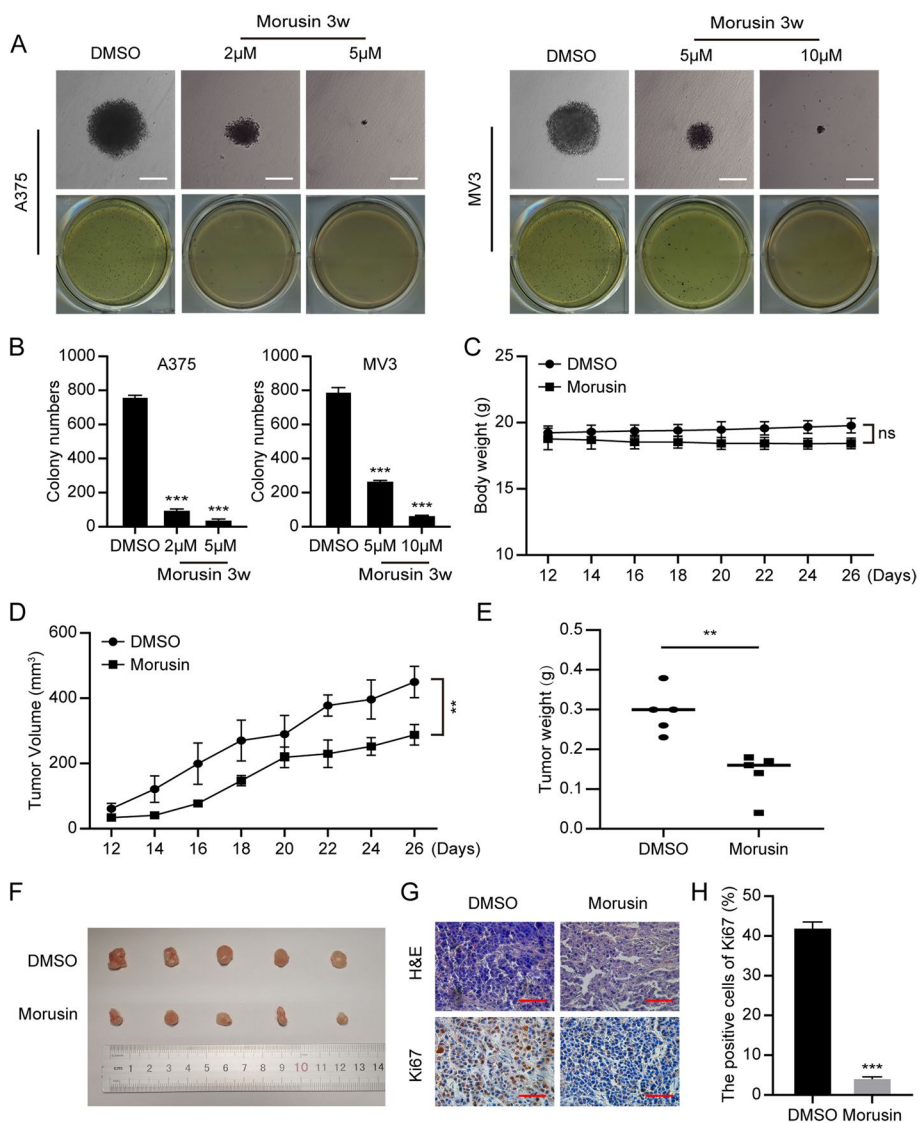 A
Morusin 3w
DMSO 2μM 5μM
A375
Morusin 3w
DMSO 5μM 10μM
MV3
B
A375
Colony numbers
1000
800
600
400
200
0
DMSO 2μM 5μM
Morusin 3w
*** ***
MV3
Colony numbers
1000
800
600
400
200
0
DMSO 5μM 10μM
Morusin 3w
*** ***
C
DMSO
Morusin
Body weight (g)
25
20
15
10
ns
12 14 16 18 20 22 24 26 (Days)
D
DMSO
Morusin
Tumor Volume (mm³)
600
400
200
0
**
12 14 16 18 20 22 24 26 (Days)
E
Tumor weight (g)
0.5
0.4
0.3
0.2
0.1
0.0
**
DMSO Morusin
F
DMSO
Morusin
cm 1 2 3 4 5 6 7 8 9 10 11 12 13 14
G
DMSO Morusin
H&E
Ki67
H
The positive cells of Ki67 (%)
50
40
30
20
10
0
***
DMSO Morusin